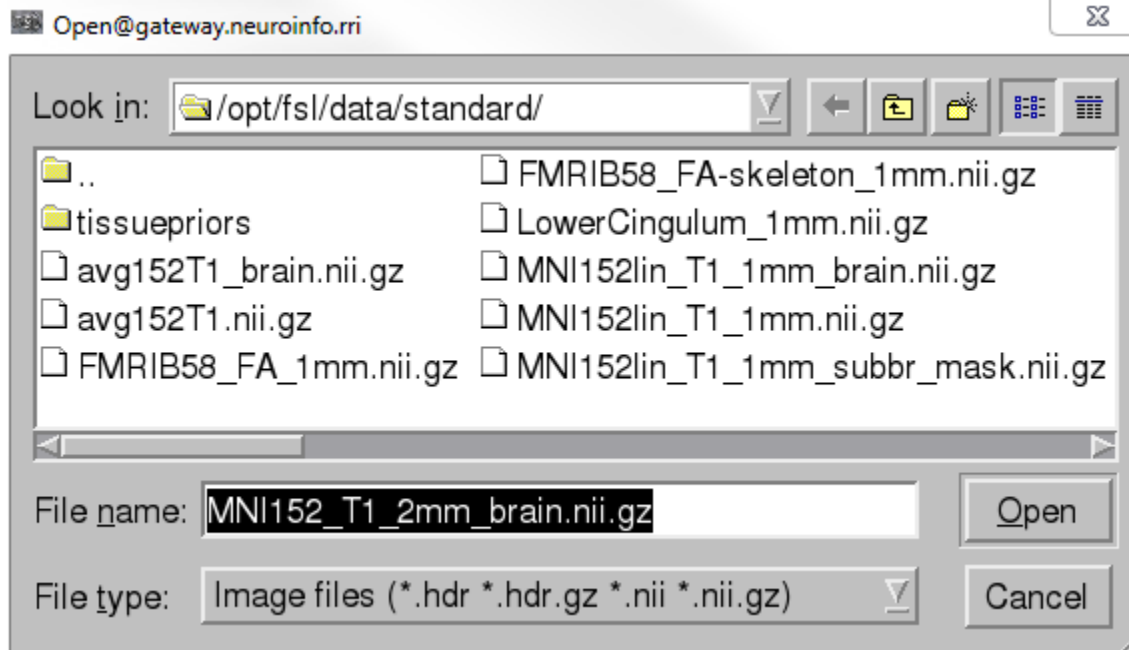 Open@gateway.neuroinfo.rri
Look in: /opt/fsl/data/standard/
..
tissuepriors
avg152T1_brain.nii.gz
avg152T1.nii.gz
FMRIB58_FA_1mm.nii.gz
FMRIB58_FA-skeleton_1mm.nii.gz
LowerCingulum_1mm.nii.gz
MNI152lin_T1_1mm_brain.nii.gz
MNI152lin_T1_1mm.nii.gz
MNI152lin_T1_1mm_subbr_mask.nii.gz
File name: MNI152_T1_2mm_brain.nii.gz
Open
File type: Image files (*.hdr *.hdr.gz *.nii *.nii.gz)
Cancel